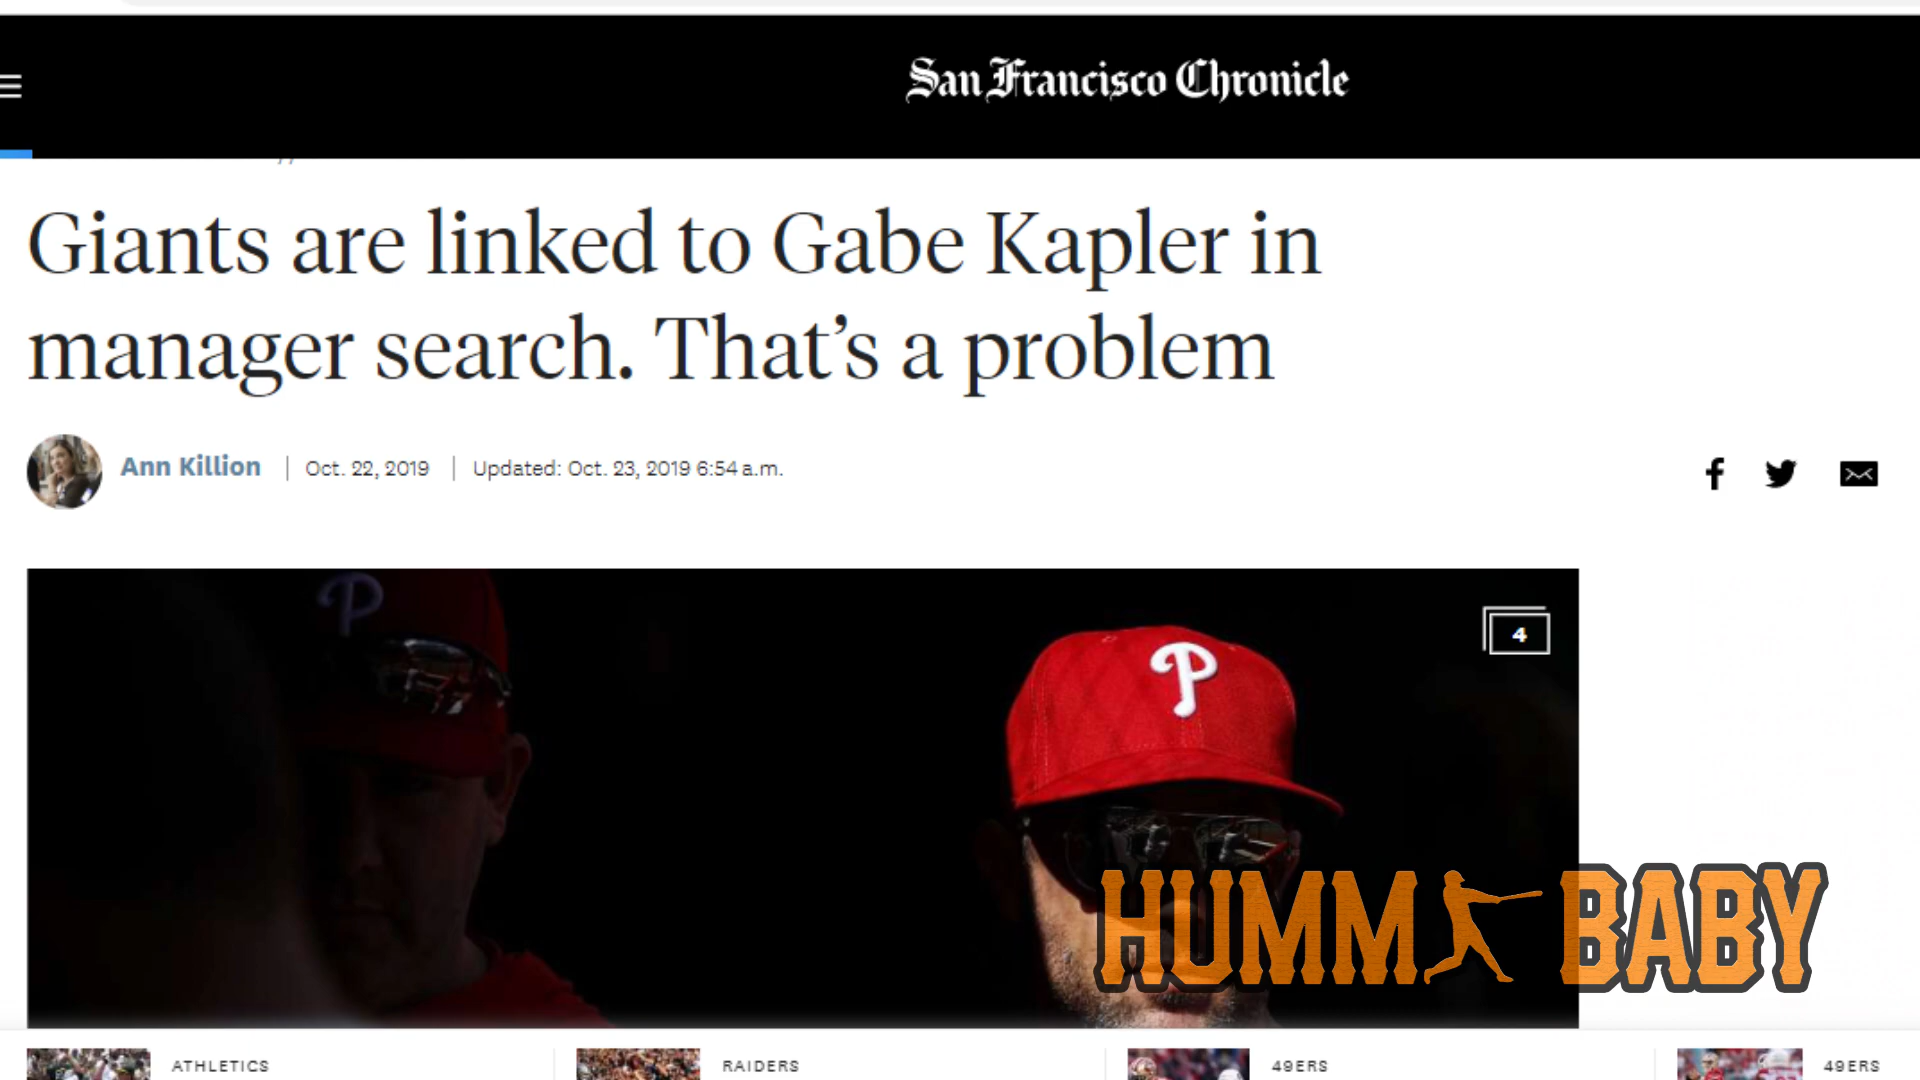 San Francisco Chronicle
Giants are linked to Gabe Kapler in
manager search. That’s a problem
Ann Killion | Oct. 22, 2019 | Updated: Oct. 23, 2019 6:54 a.m.
P
P
4
HUMM BABY
ATHLETICS RAIDERS 49ERS 49ERS